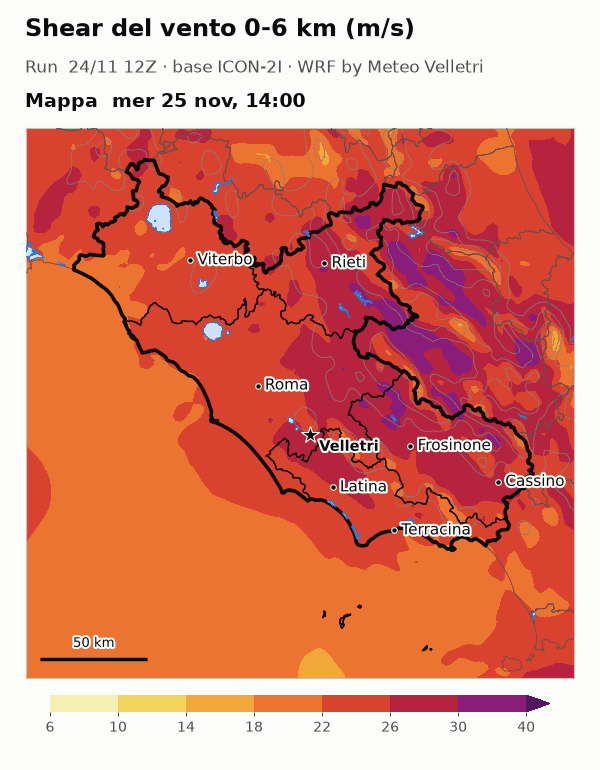 Shear del vento 0-6 km (m/s)
Run  24/11 12Z · base ICON-2I · WRF by Meteo Velletri
Mappa  mer 25 nov, 14:00
Viterbo
Rieti
Roma
Velletri
Frosinone
Latina
Cassino
Terracina
50 km
6 10 14 18 22 26 30 40